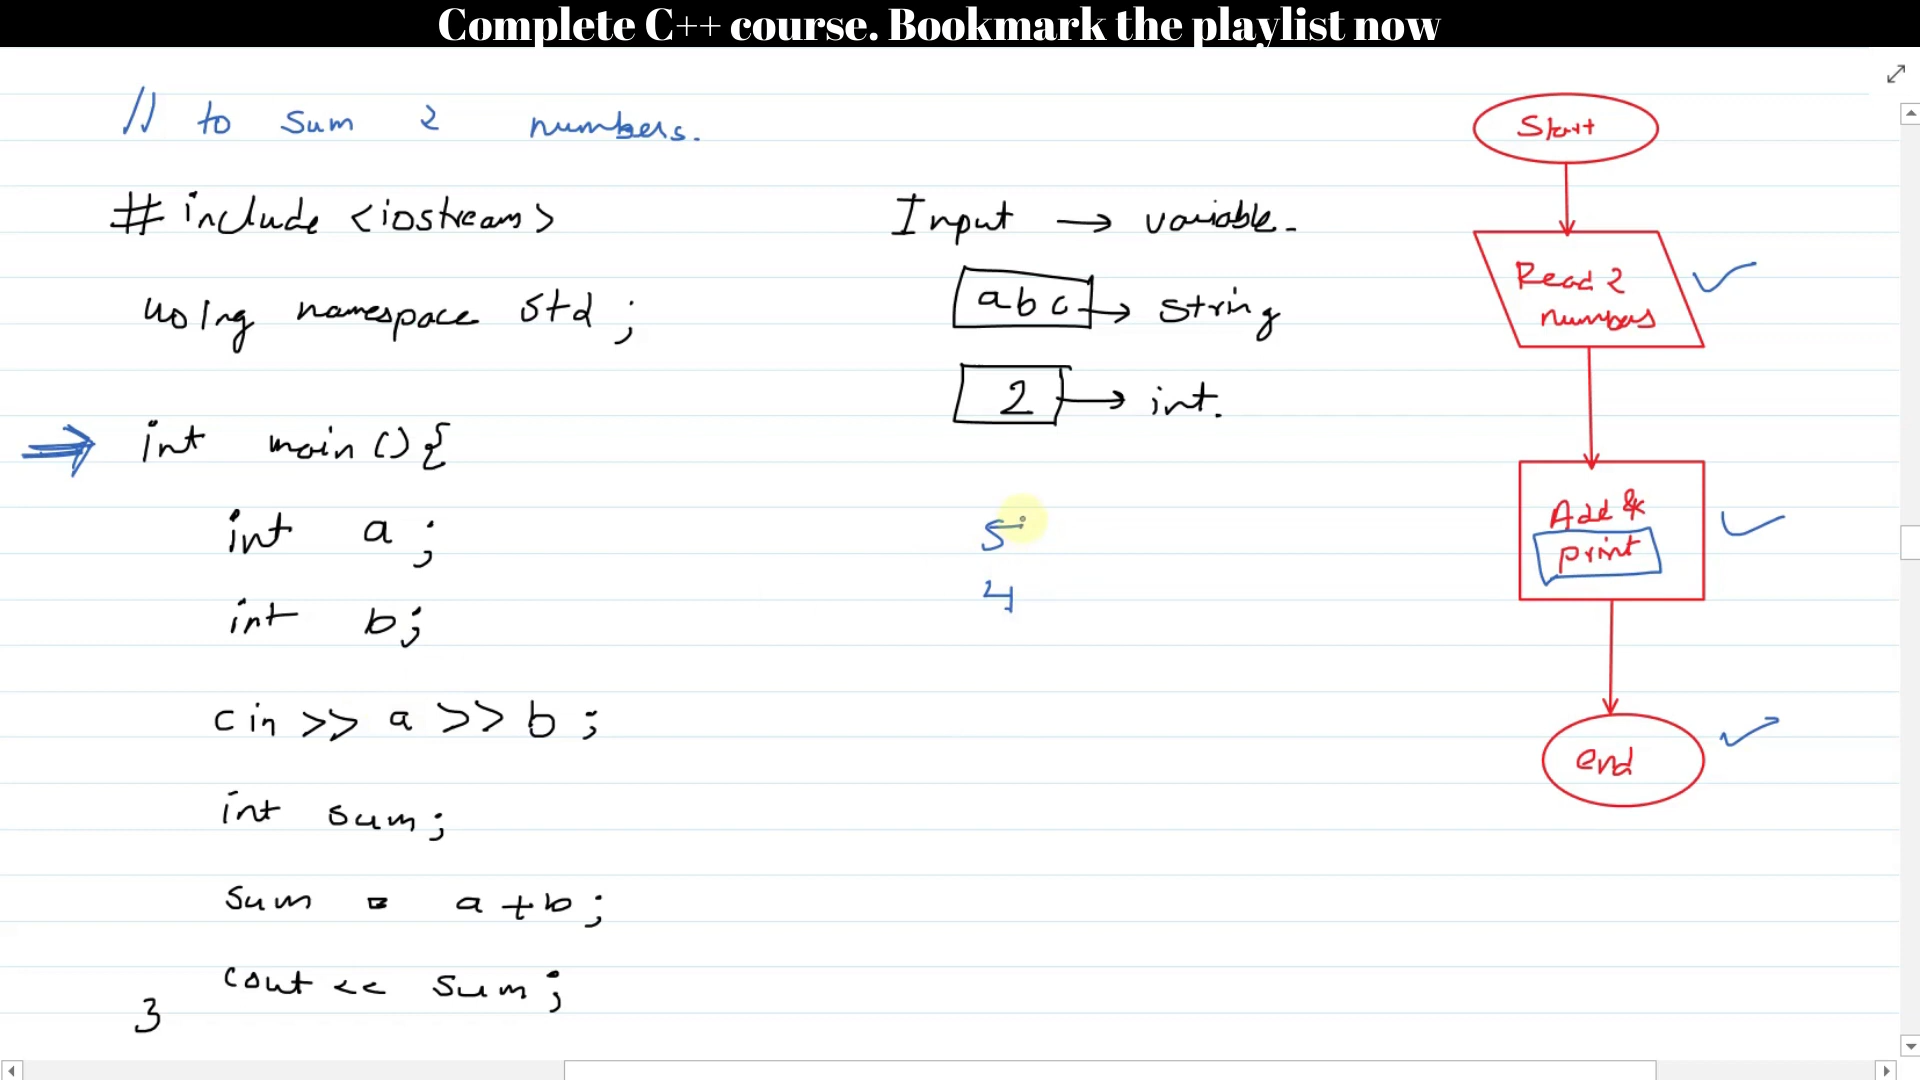 Complete C++ course. Bookmark the playlist now
// to sum 2 numbers.
# include <iostream>
using namespace std ;
int main () {
int a ;
int b ;
cin >> a >> b ;
int sum ;
sum = a + b ;
cout << sum ;
}
Input → variable.
abc → string
2 → int.
5
4
Start
Read 2
numbers
Add &
print
end